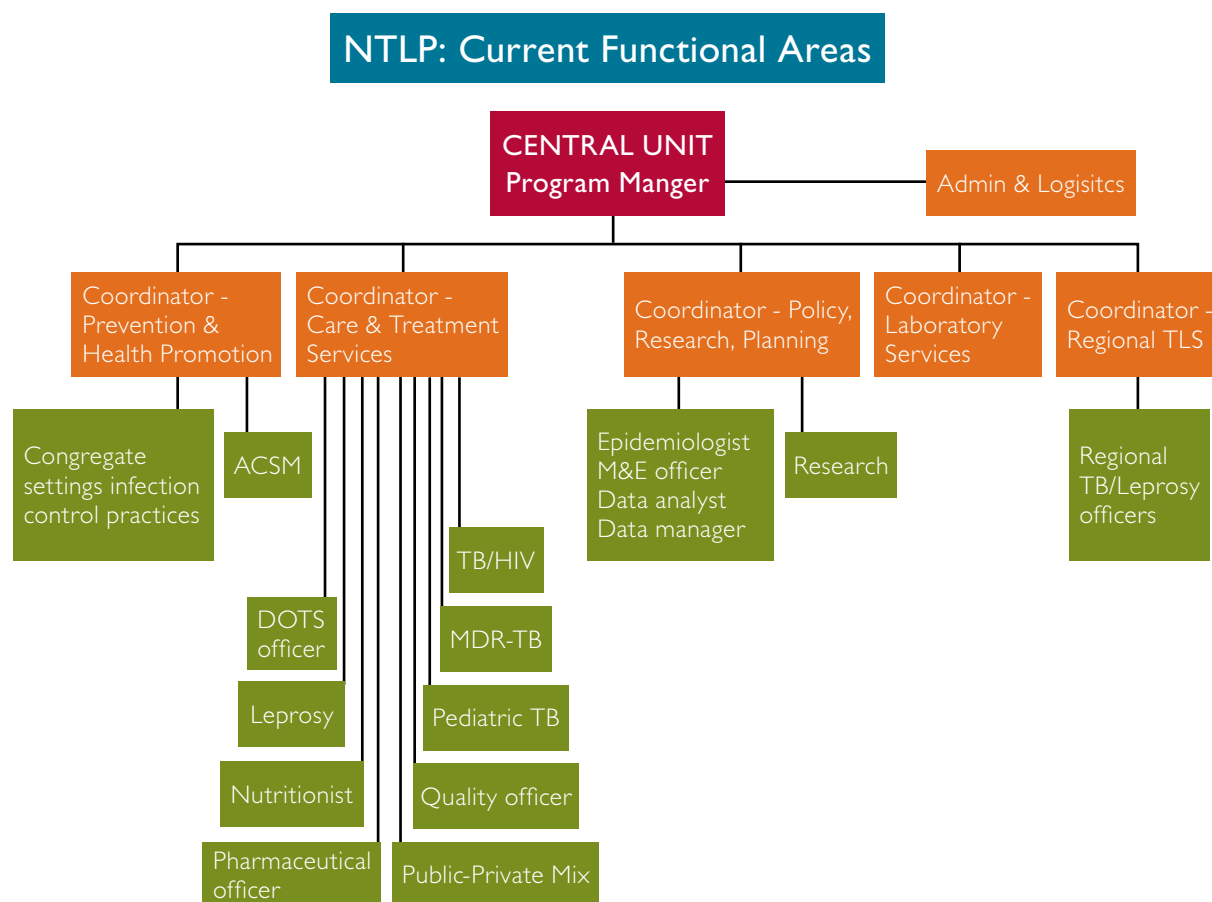 NTLP: Current Functional Areas
CENTRAL UNIT
Program Manger
Admin & Logisitcs
Coordinator -
Prevention &
Health Promotion
Coordinator -
Care & Treatment
Services
Coordinator - Policy,
Research, Planning
Coordinator -
Laboratory
Services
Coordinator -
Regional TLS
Congregate
settings infection
control practices
ACSM
Epidemiologist
M&E officer
Data analyst
Data manager
Research
Regional
TB/Leprosy
officers
TB/HIV
DOTS
officer
MDR-TB
Leprosy
Pediatric TB
Nutritionist
Quality officer
Pharmaceutical
officer
Public-Private Mix